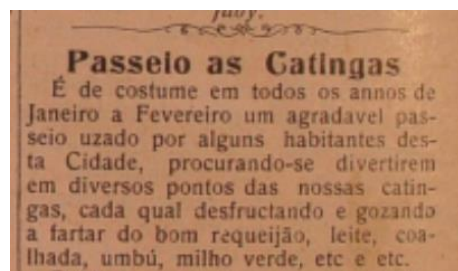 juby.
Passeio as Catingas
É de costume em todos os annos de
Janeiro a Fevereiro um agradavel pas-
seio uzado por alguns habitantes des-
ta Cidade, procurando-se divertirem
em diversos pontos das nossas catin-
gas, cada qual desfructando e gozando
a fartar do bom requeijão, leite, coa-
lhada, umbú, milho verde, etc e etc.